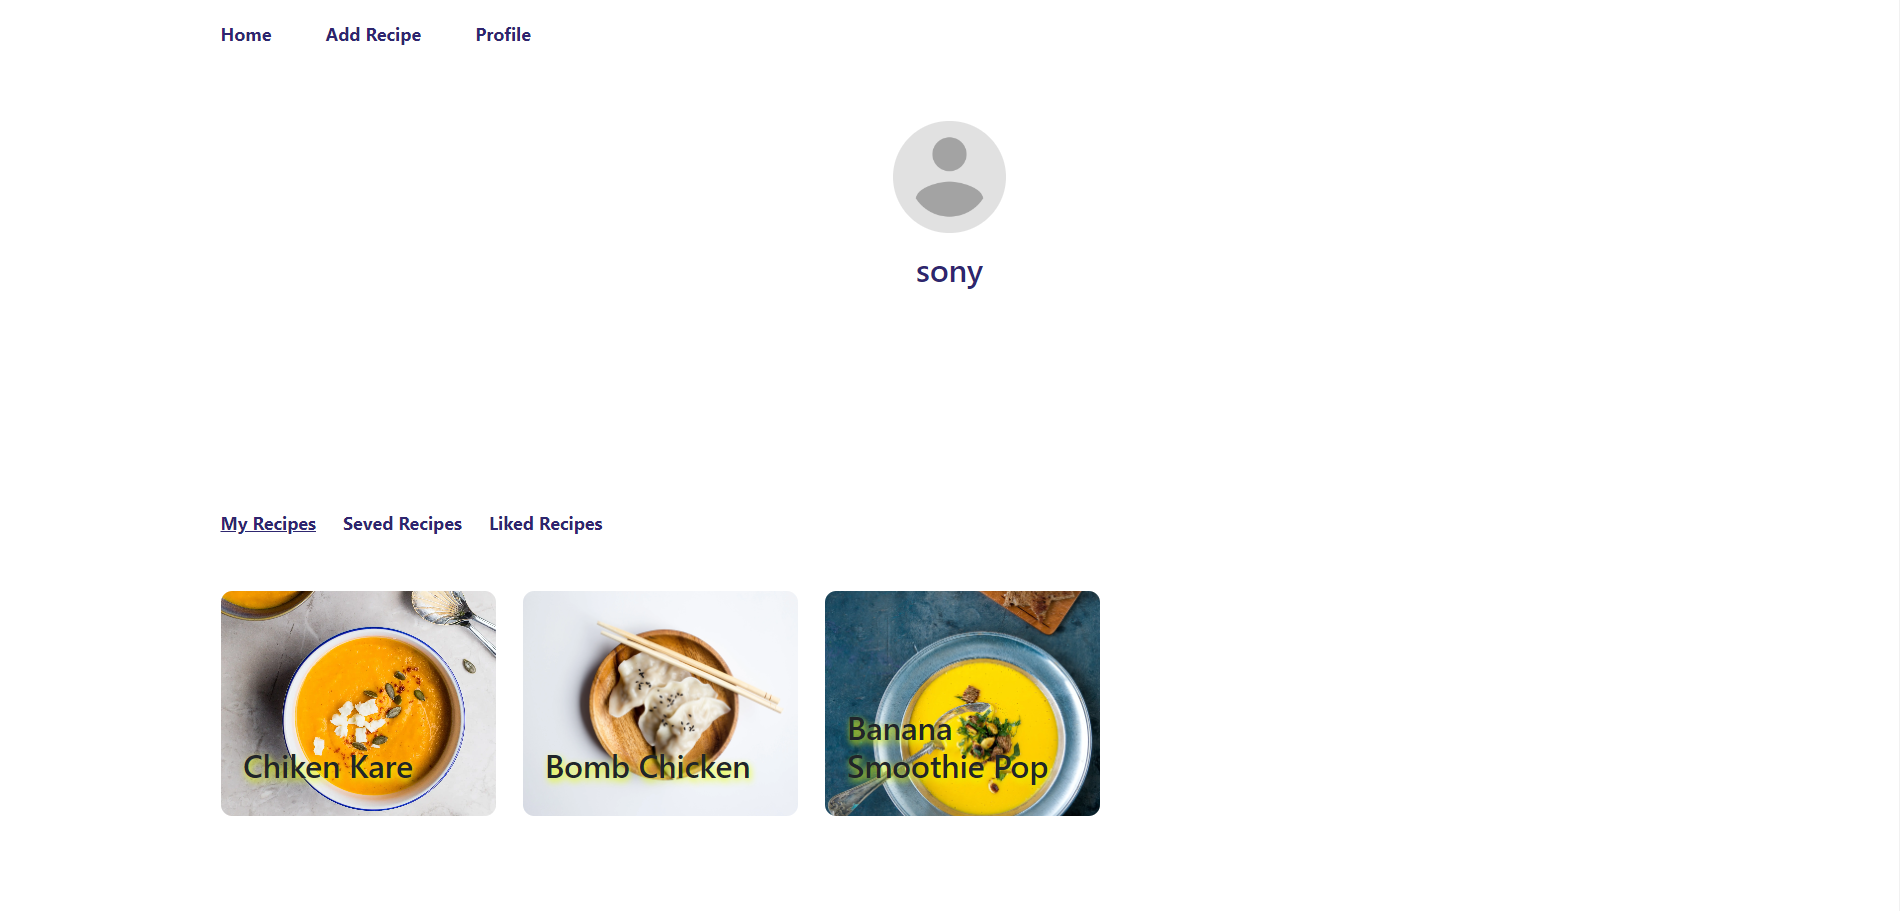 Home Add Recipe Profile
sony
My Recipes Seved Recipes Liked Recipes
Chiken Kare
Bomb Chicken
Banana
Smoothie Pop